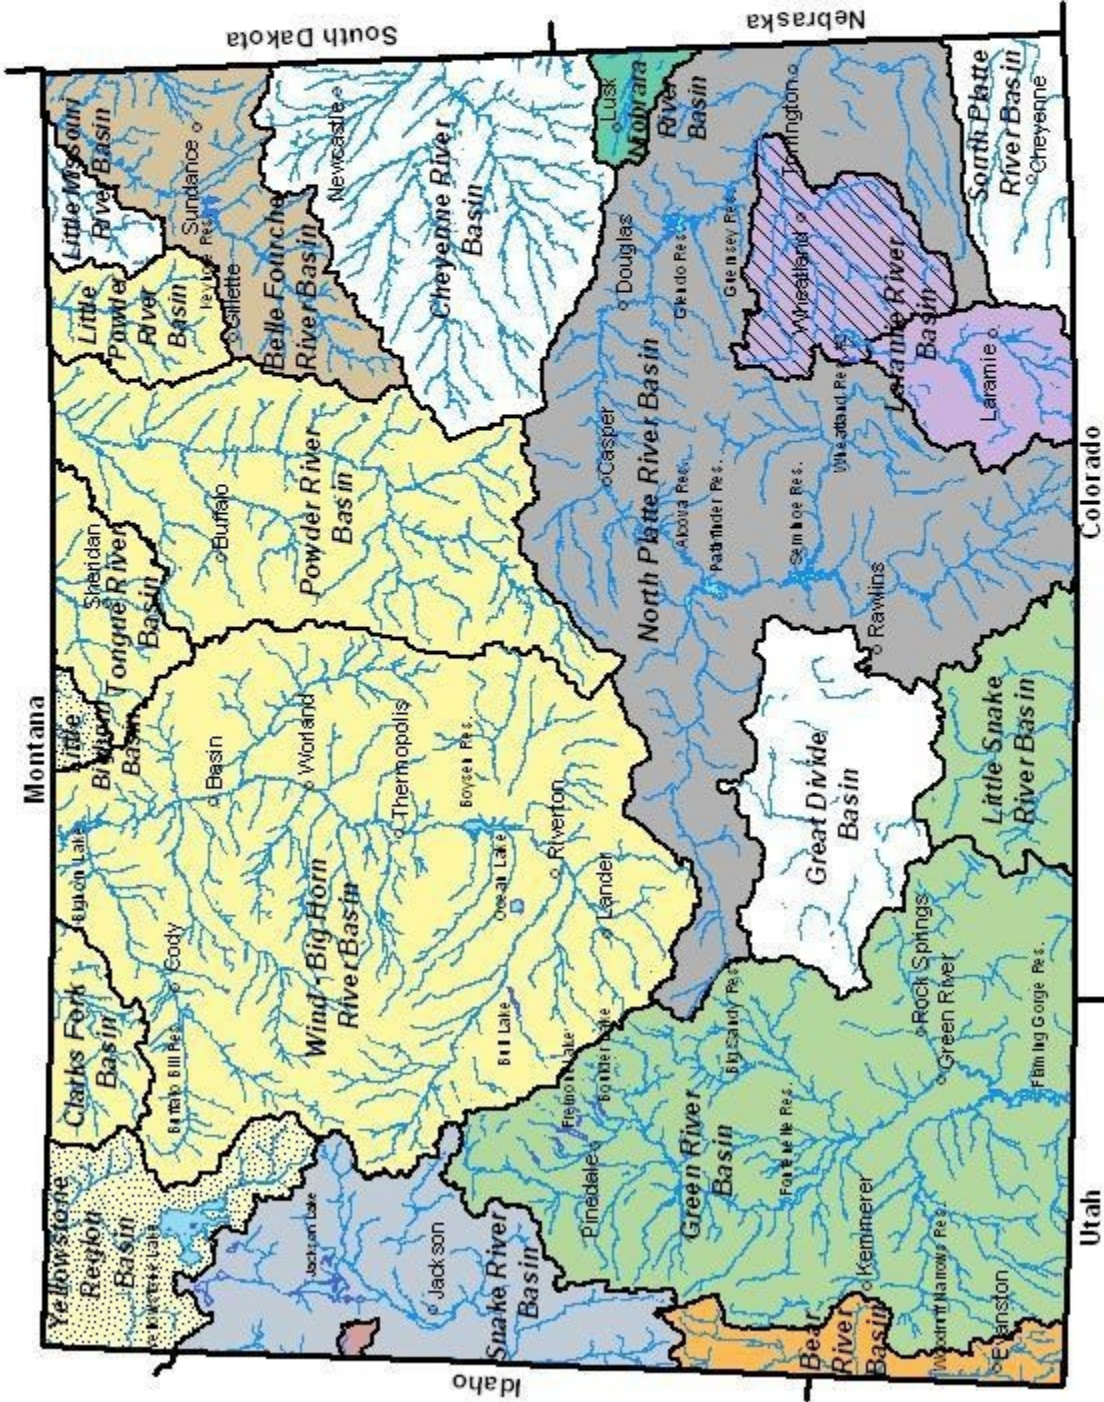 Montana
Yellowstone
Region
Basin
Clarks Fork
Basin
Bighorn Lake
Little
Bighorn
Basin
Sheridan
Tongue River
Basin
Little
Powder
River
Basin
Little Missouri
River Basin
South Dakota
Buffalo Bill Res.
Cody
Basin
Buffalo
Keyhole Res.
Gillette
Sundance
Belle Fourche
River Basin
Jackson Lake
Wind - Big Horn
River Basin
Worland
Powder River
Basin
Newcastle
Thermopolis
Cheyenne River
Basin
Jackson
Snake River
Basin
Idaho
Bull Lake
Ocean Lake
Boysen Res.
Riverton
Lander
Fremont Lake
Boulder Lake
Pinedale
Casper
Douglas
Lusk
Niobrara
River
Basin
North Platte River Basin
Alcova Res.
Pathfinder Res.
Glendo Res.
Guernsey Res.
Nebraska
Green River
Basin
Big Sandy Res.
Fontenelle Res.
Seminoe Res.
Wheatland
Torrington
Great Divide
Basin
Wheatland Res.
Rawlins
Laramie River
Basin
Bear
River
Basin
Kemmerer
Woodruff Narrows Res.
Evanston
Rock Springs
Green River
Flaming Gorge Res.
Little Snake
River Basin
Laramie
South Platte
River Basin
Cheyenne
Utah
Colorado